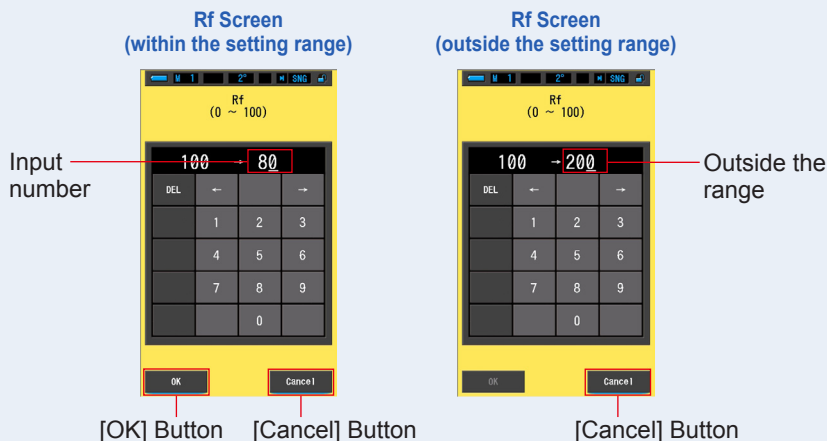 Rf Screen
(within the setting range)
M 1 2° SNG
Rf
(0 ~ 100)
Input
number
100 → 80
DEL ← →
1 2 3
4 5 6
7 8 9
0
OK Cancel
[OK] Button [Cancel] Button
Rf Screen
(outside the setting range)
M 1 2° SNG
Rf
(0 ~ 100)
100 → 200
Outside the
range
DEL ← →
1 2 3
4 5 6
7 8 9
0
OK Cancel
[Cancel] Button